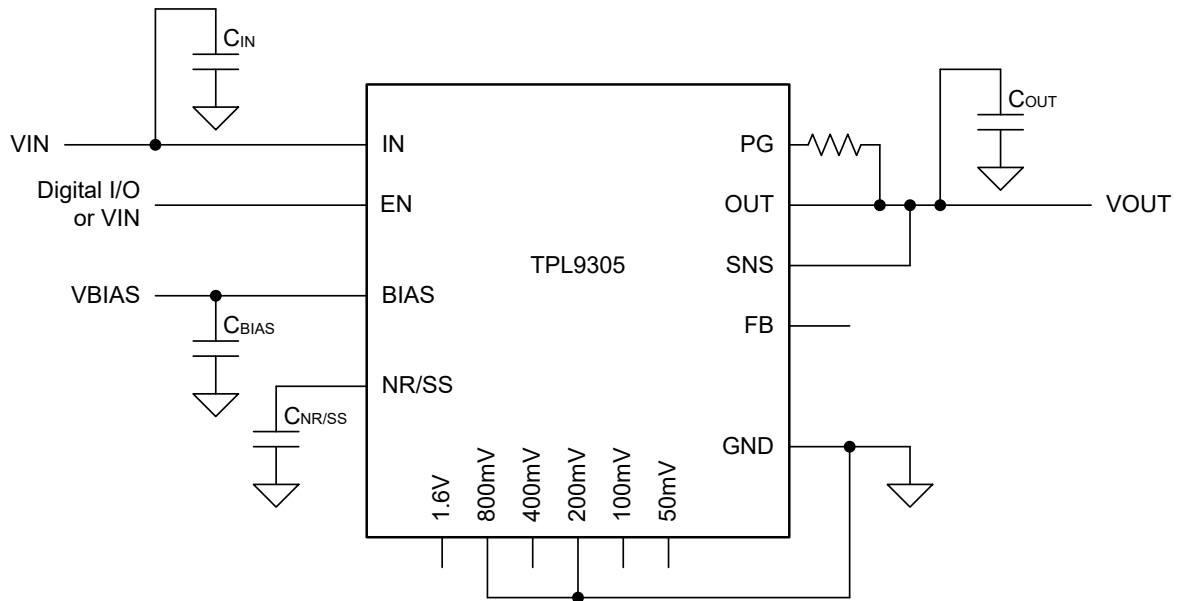 CIN
VIN
Digital I/O
or VIN
VBIAS
CBIAS
CNR/SS
IN
EN
BIAS
NR/SS
TPL9305
1.6V
800mV
400mV
200mV
100mV
50mV
PG
OUT
SNS
FB
GND
COUT
VOUT